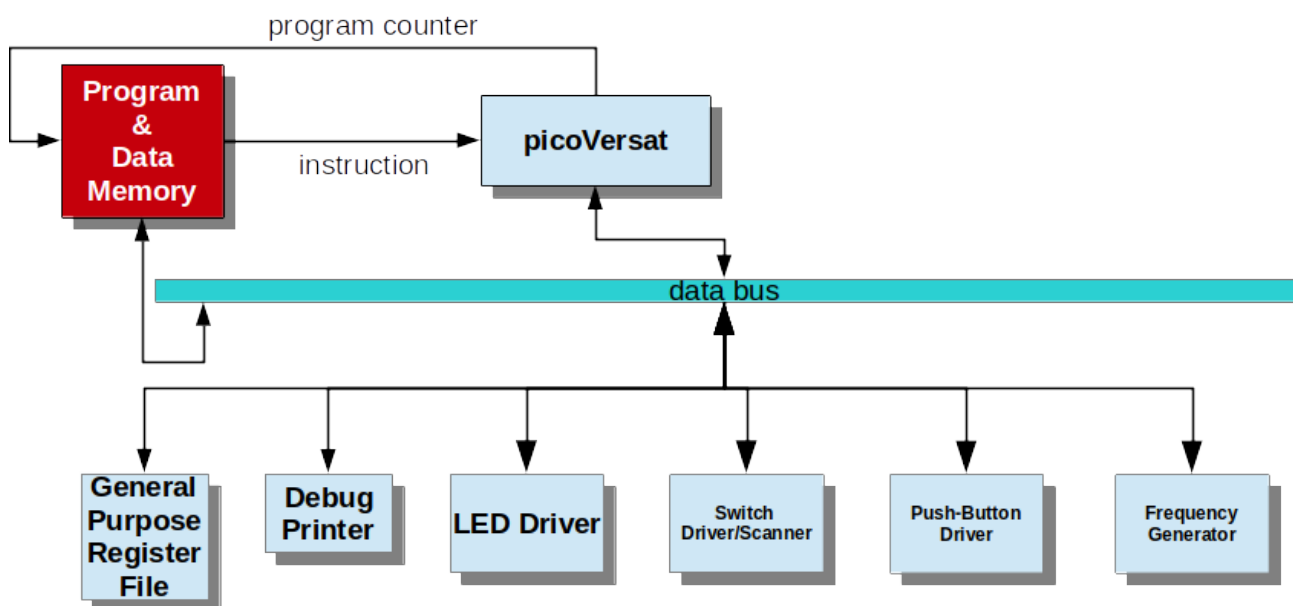 program counter
Program
&
Data
Memory
picoVersat
instruction
data bus
General
Purpose
Register
File
Debug
Printer
LED Driver
Switch
Driver/Scanner
Push-Button
Driver
Frequency
Generator